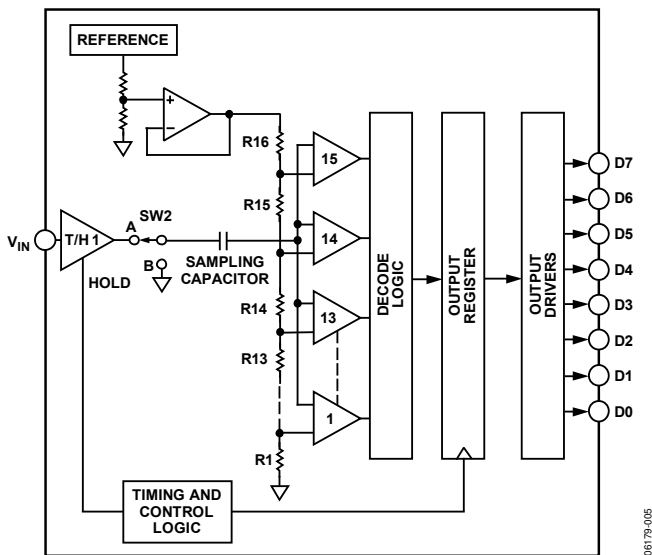 REFERENCE
+
–
R16
15
R15
D7
D6
VIN
T/H 1
A
SW2
14
D5
B
SAMPLING
CAPACITOR
HOLD
D4
R14
13
DECODE
LOGIC
OUTPUT
REGISTER
OUTPUT
DRIVERS
D3
R13
D2
D1
1
D0
R1
TIMING AND
CONTROL
LOGIC
06179-005